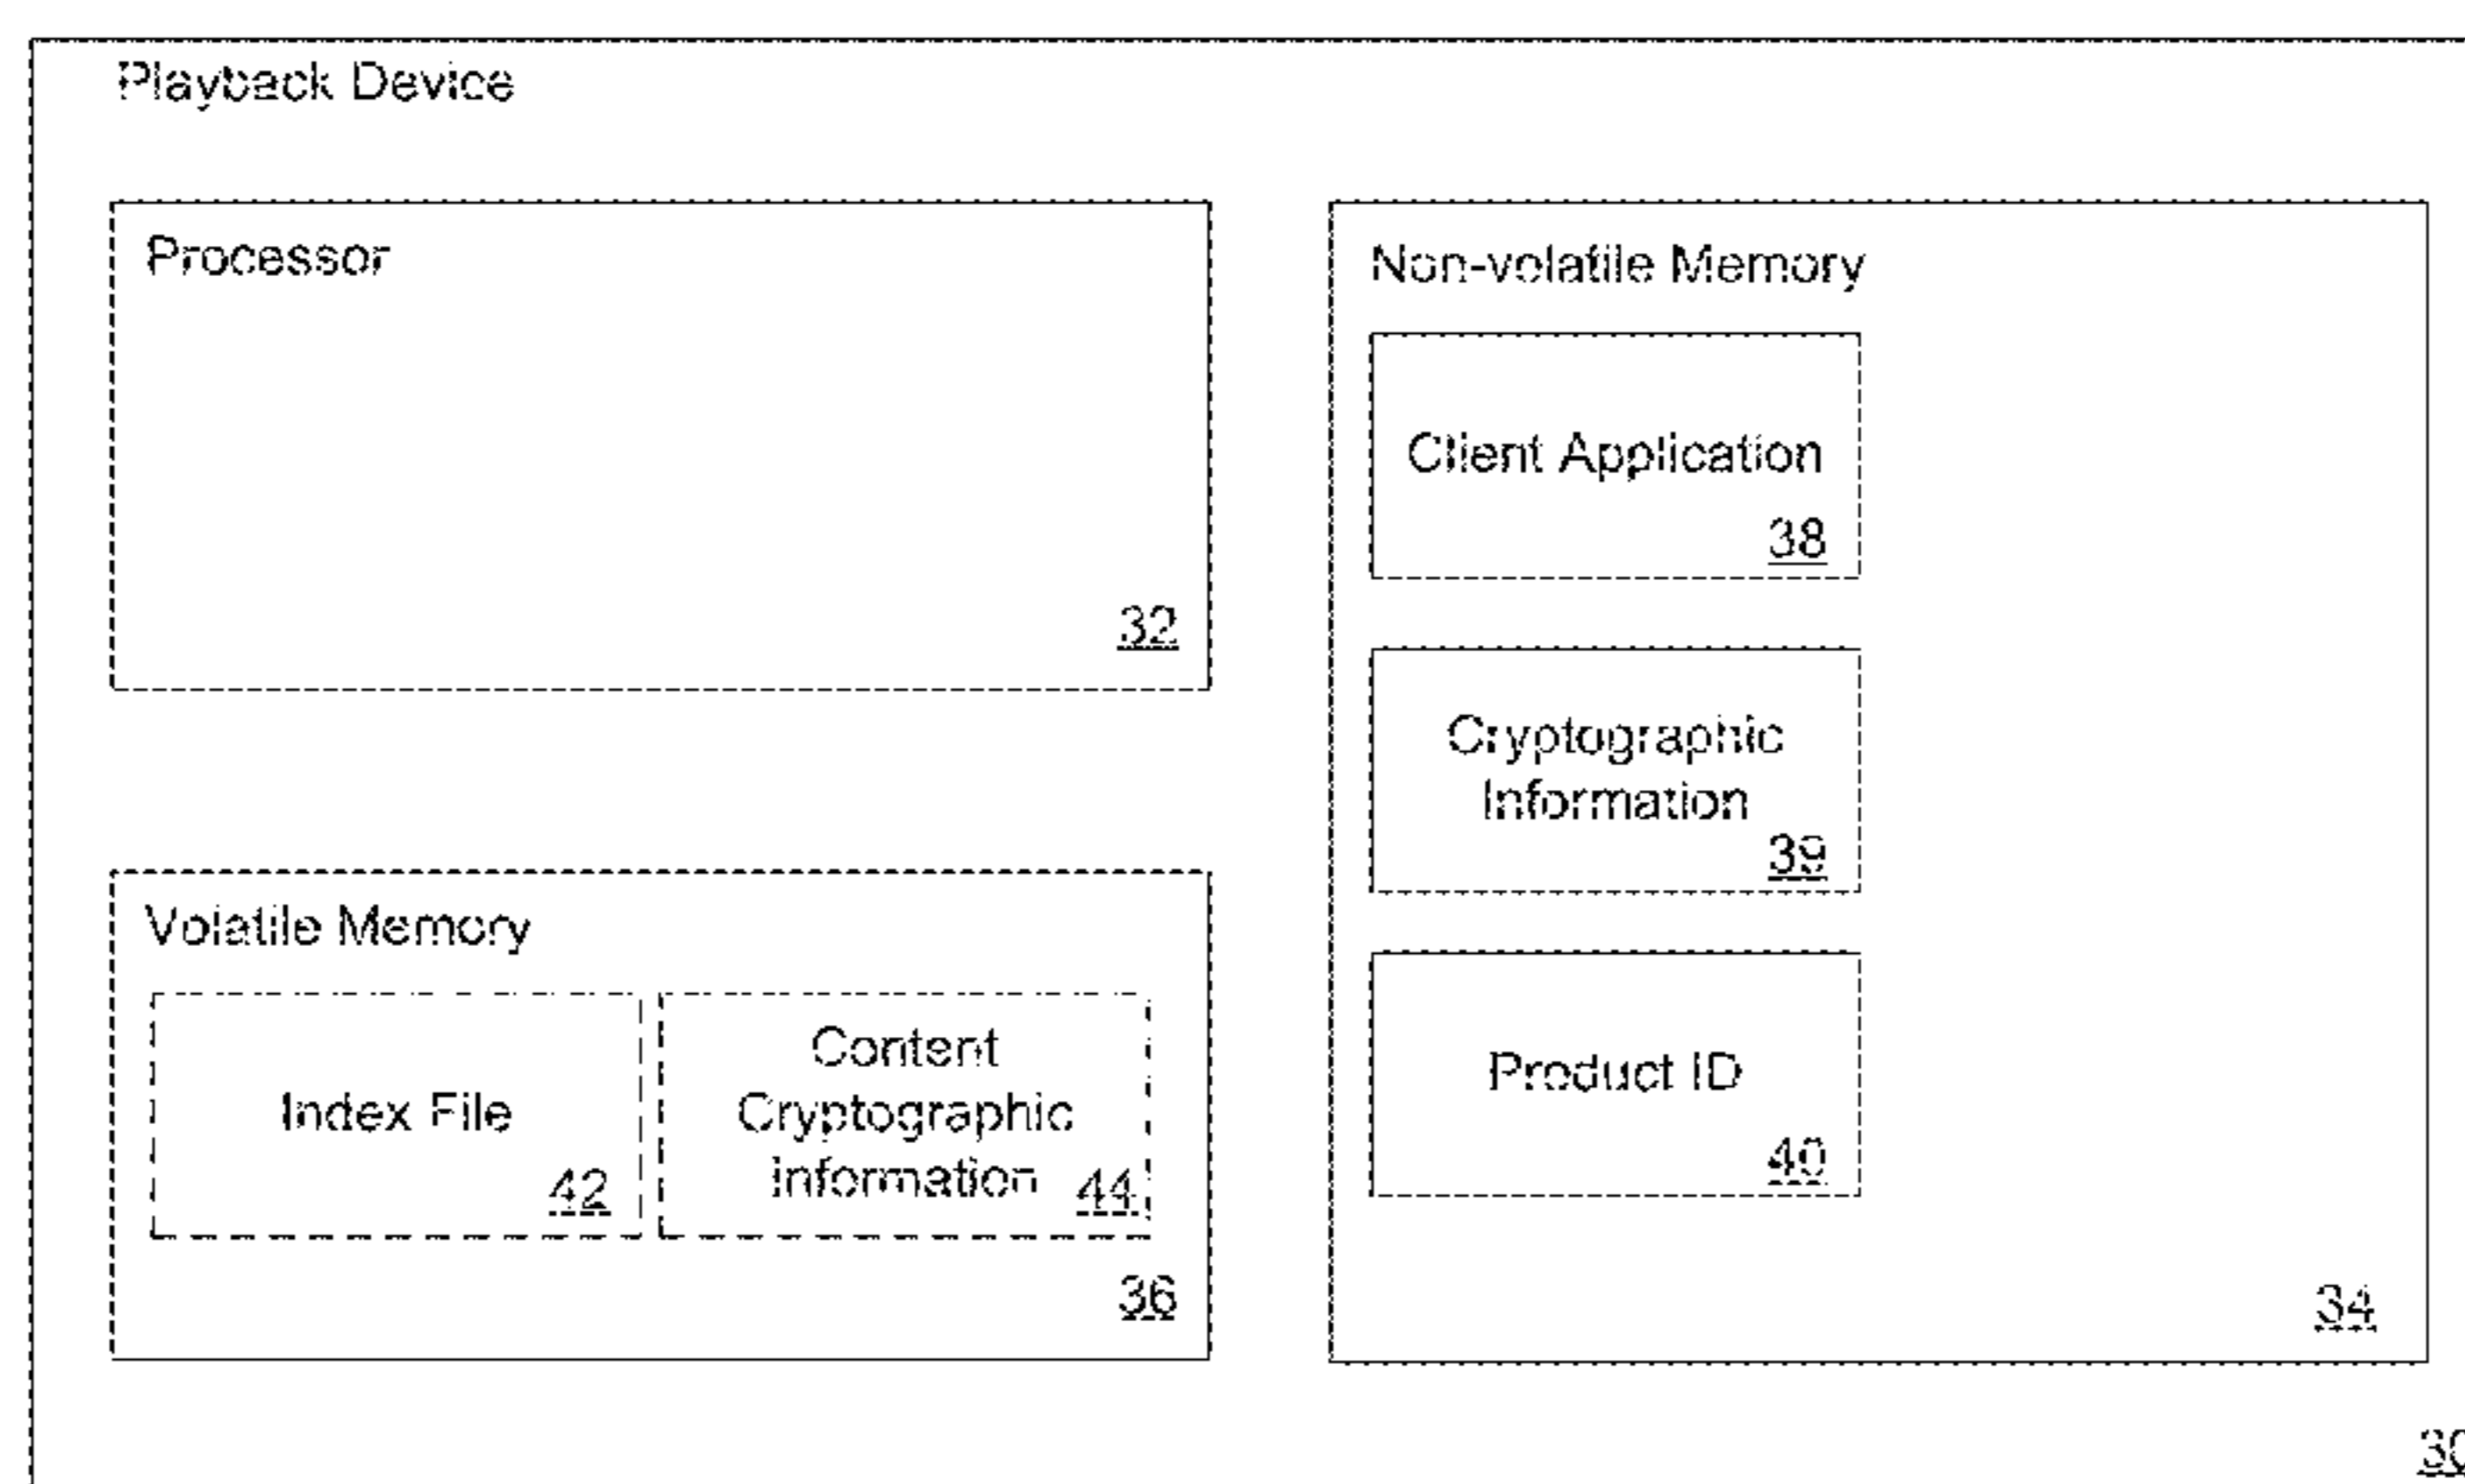 Playback Device
Processor
32
Non-volatile Memory
Client Application
38
Cryptographic
Information
39
Product ID
40
34
Volatile Memory
Index File
42
Content
Cryptographic
Information
44
36
30